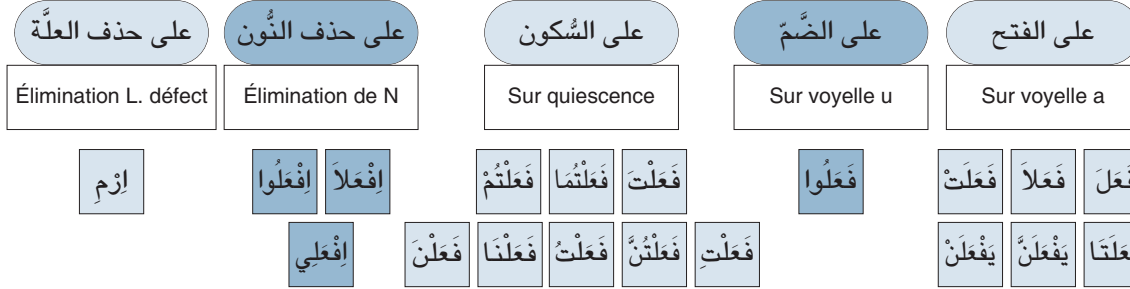 على الفتح على الضَّمّ على السُّكون على حذف النُّون على حذف العلَّة
Élimination L. défect Élimination de N Sur quiescence Sur voyelle u Sur voyelle a
فَعَلَ فَعَلاَ فَعَلَتْ فَعَلُوا فَعَلْتَ فَعَلْتُمَا فَعَلْتُمْ اِفْعَلاَ اِفْعَلُوا اِرْمِ
يَفْعَلَنَّ يَفْعَلَنْ فَعَلْتِ فَعَلْتُنَّ فَعَلْتُ فَعَلْنَا فَعَلْنَ اِفْعَلِي